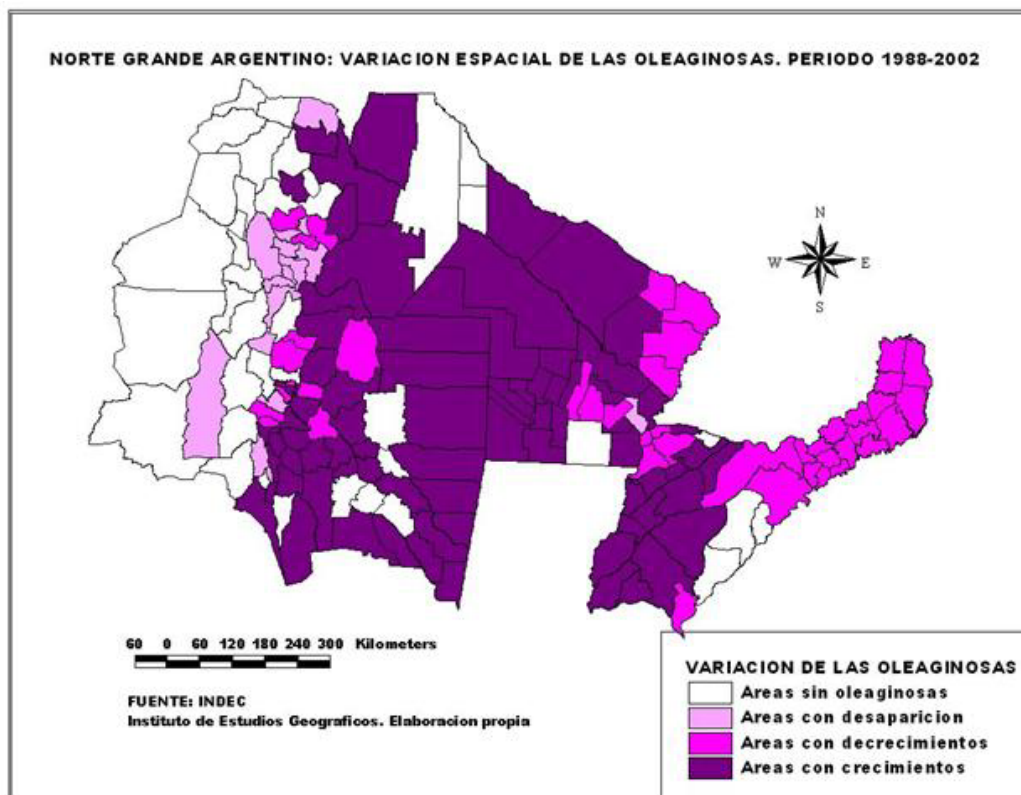 NORTE GRANDE ARGENTINO: VARIACION ESPACIAL DE LAS OLEAGINOSAS. PERIODO 1988-2002
N
W E
S
60 0 60 120 180 240 300 Kilometers
FUENTE: INDEC
Instituto de Estudios Geograficos. Elaboracion propia
VARIACION DE LAS OLEAGINOSAS
Areas sin oleaginosas
Areas con desaparicion
Areas con decrecimientos
Areas con crecimientos